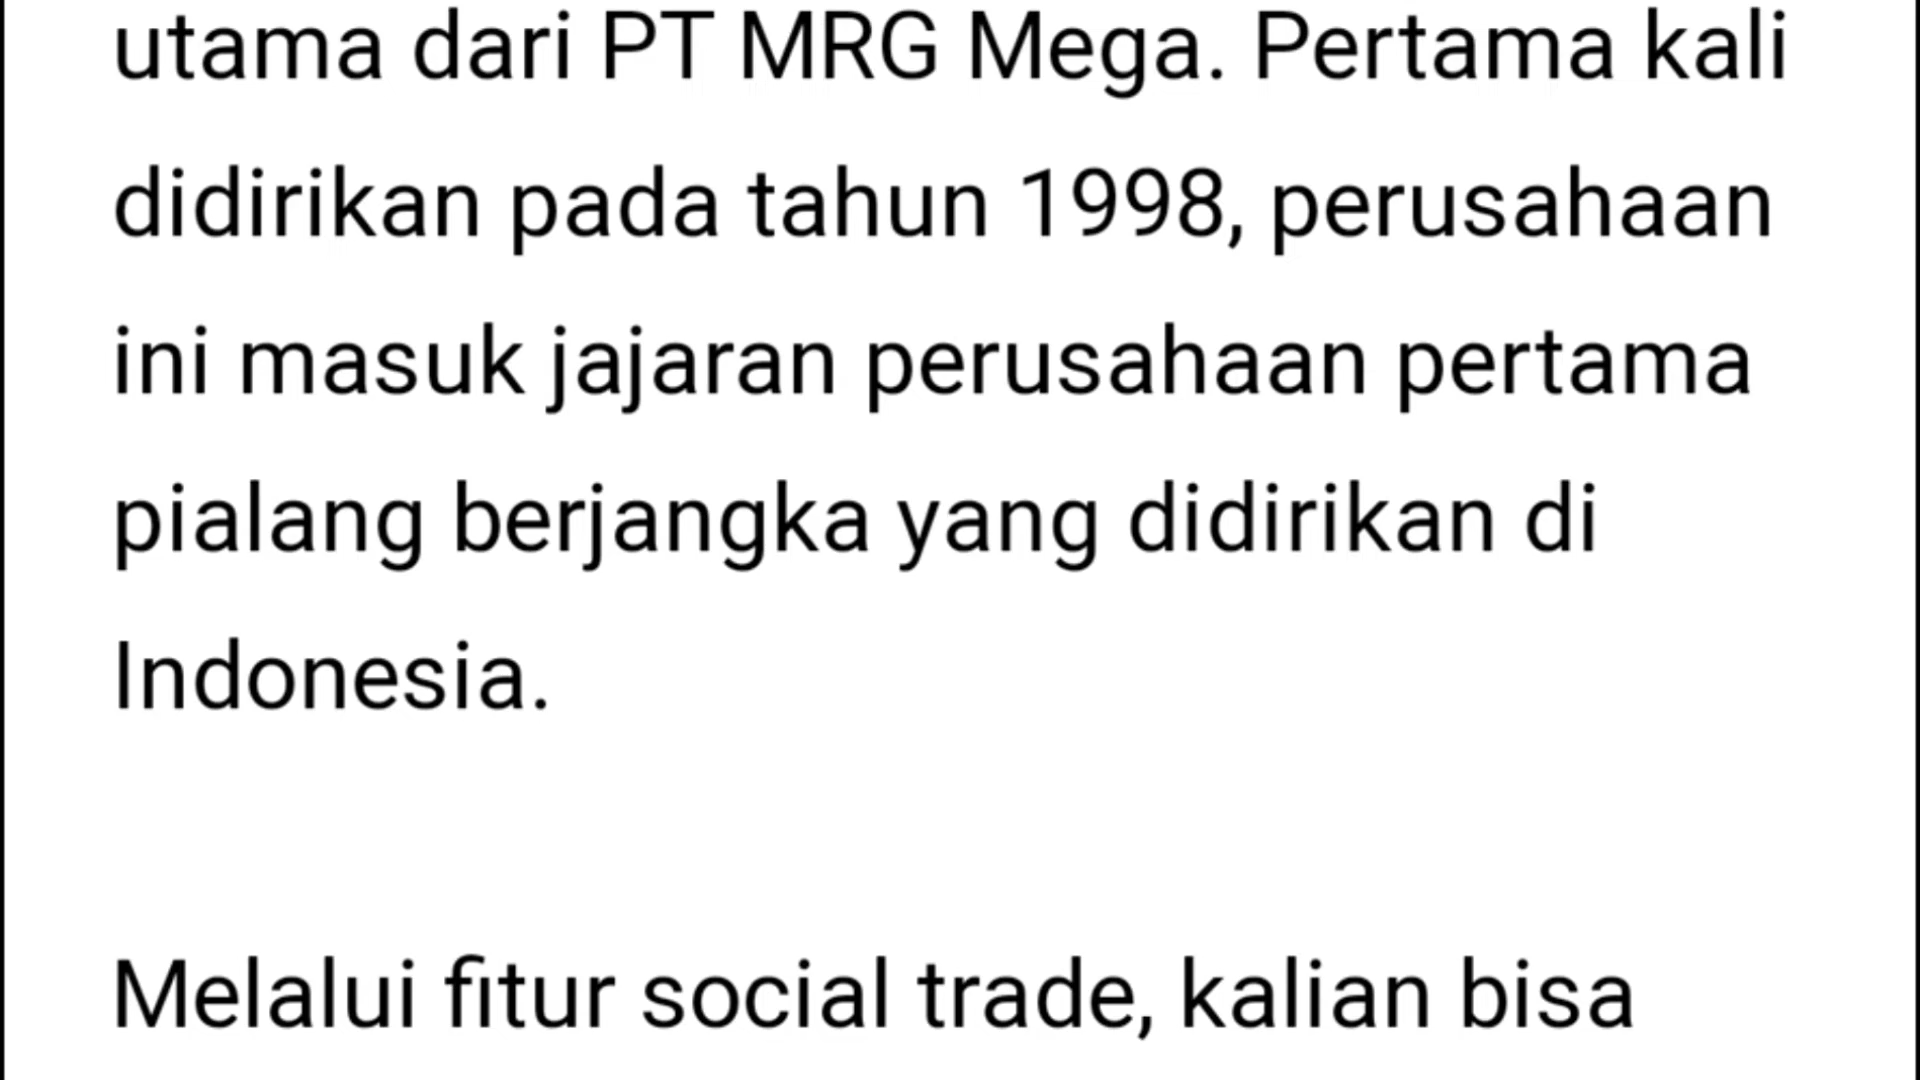 utama dari PT MRG Mega. Pertama kali
didirikan pada tahun 1998, perusahaan
ini masuk jajaran perusahaan pertama
pialang berjangka yang didirikan di
Indonesia.
Melalui fitur social trade, kalian bisa